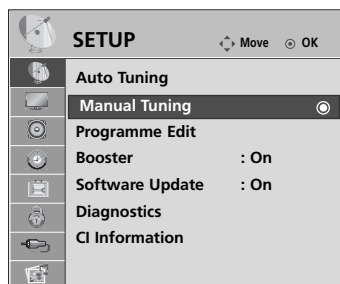 SETUP Move OK
Auto Tuning
Manual Tuning
Programme Edit
Booster : On
Software Update : On
Diagnostics
CI Information